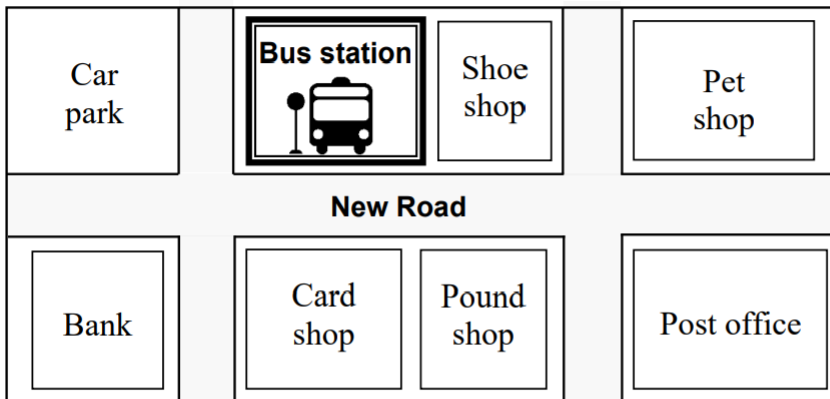 Car
park
Bus station
Shoe
shop
Pet
shop
New Road
Bank
Card
shop
Pound
shop
Post office